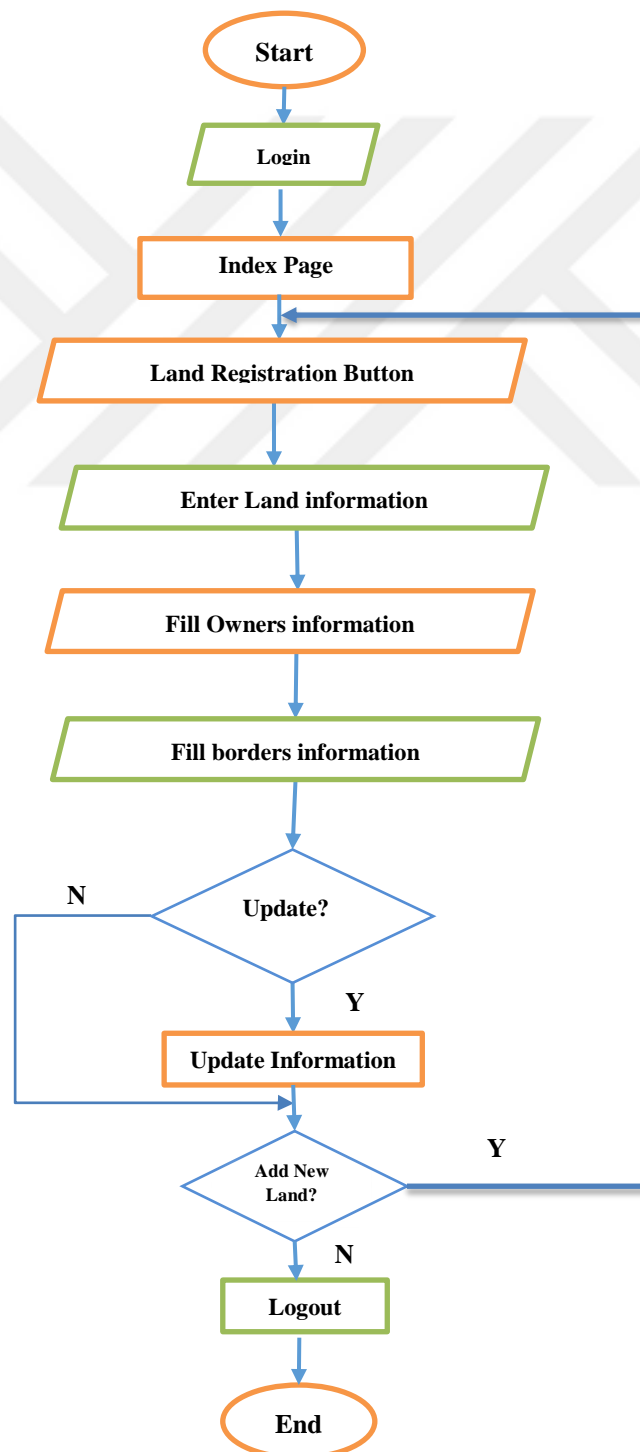 Start
Login
Index Page
Land Registration Button
Enter Land information
Fill Owners information
Fill borders information
N
Update?
Y
Update Information
Add New
Land?
Y
N
Logout
End